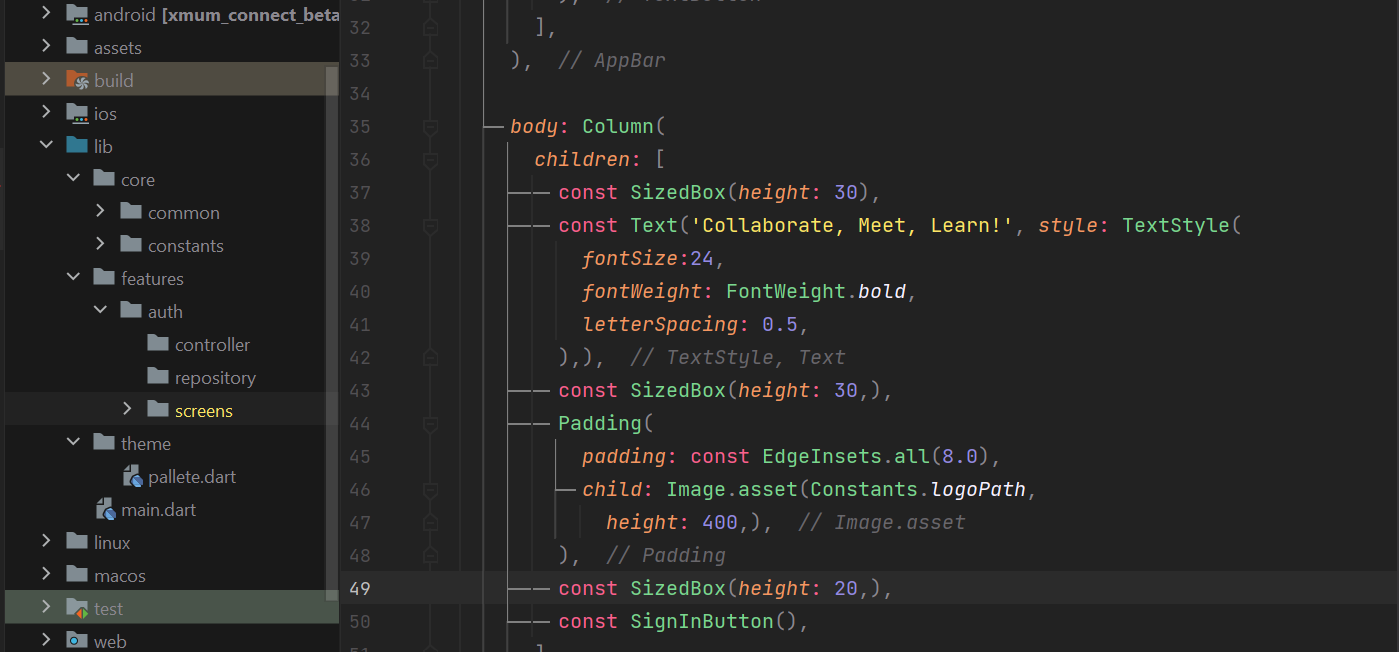 android [xmum_connect_beta
assets
build
ios
lib
core
common
constants
features
auth
controller
repository
screens
theme
pallete.dart
main.dart
linux
macos
test
web
32 ],
33 ), // AppBar
34
35 body: Column(
36 children: [
37 const SizedBox(height: 30),
38 const Text('Collaborate, Meet, Learn!', style: TextStyle(
39 fontSize:24,
40 fontWeight: FontWeight.bold,
41 letterSpacing: 0.5,
42 ),), // TextStyle, Text
43 const SizedBox(height: 30,),
44 Padding(
45 padding: const EdgeInsets.all(8.0),
46 child: Image.asset(Constants.logoPath,
47 height: 400,), // Image.asset
48 ), // Padding
49 const SizedBox(height: 20,),
50 const SignInButton(),